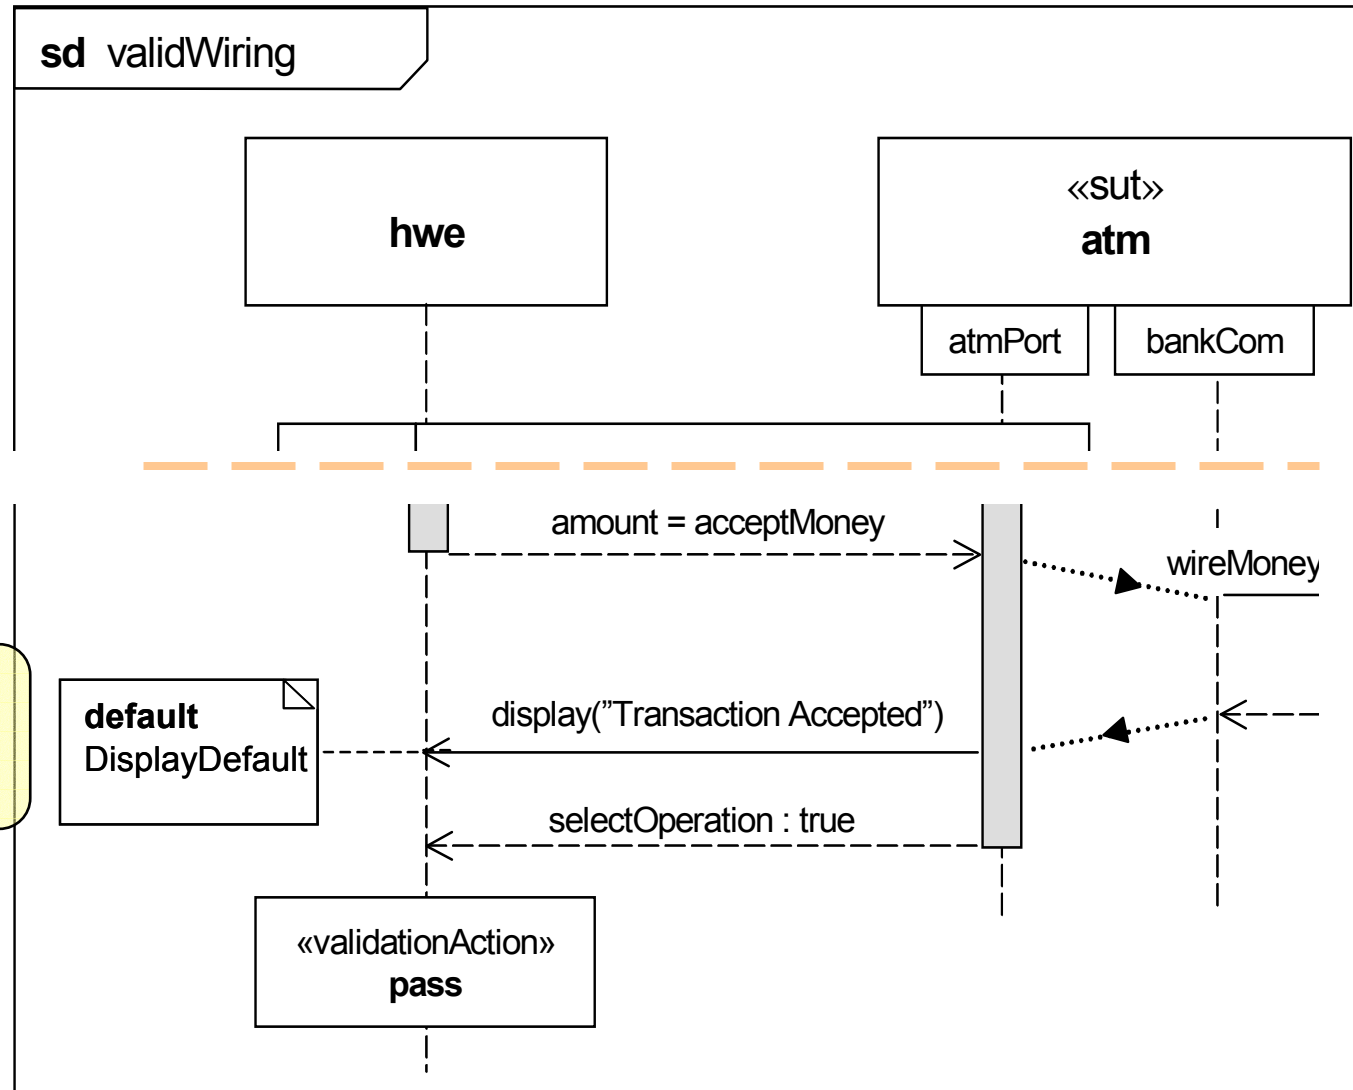 sd validWiring
hwe
«sut»
atm
atmPort
bankCom
amount = acceptMoney
wireMoney
default
DisplayDefault
display(”Transaction Accepted”)
selectOperation : true
«validationAction»
pass